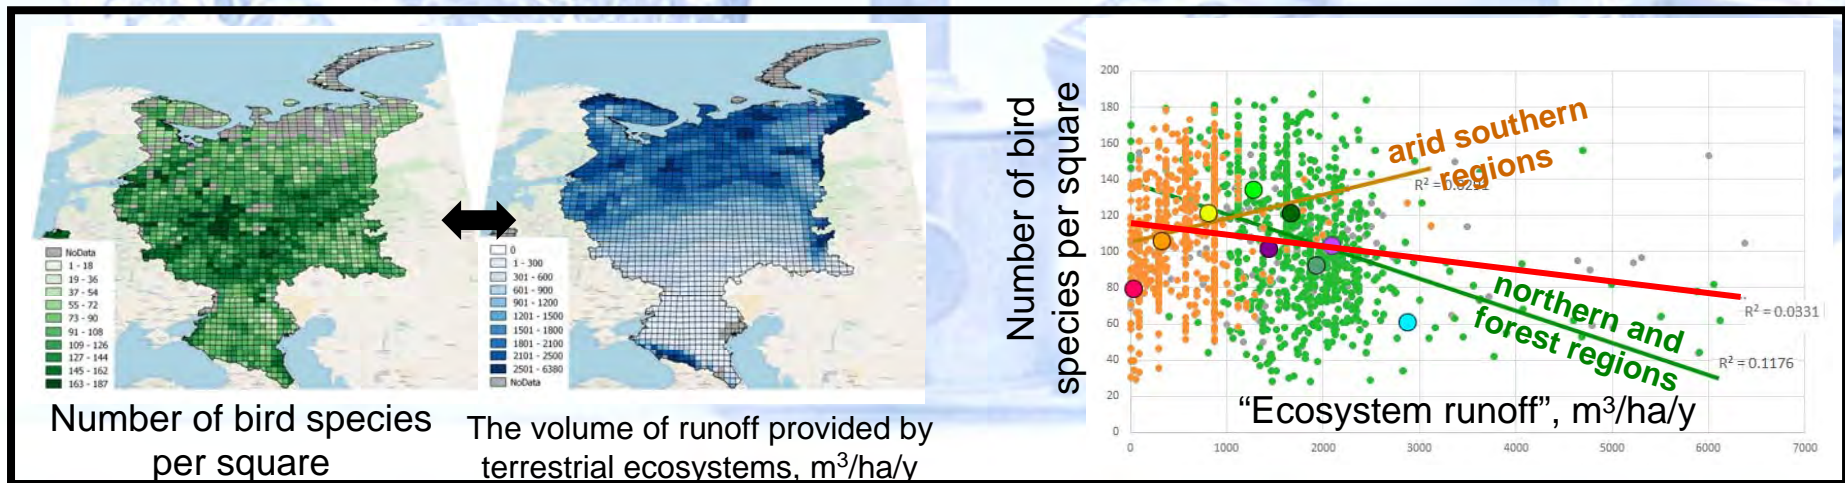 NoData
1 - 18
19 - 36
37 - 54
55 - 72
73 - 90
91 - 108
109 - 126
127 - 144
145 - 162
163 - 187
Number of bird species
per square
0
1 - 300
301 - 600
601 - 900
901 - 1200
1201 - 1500
1501 - 1800
1801 - 2100
2101 - 2500
2501 - 6380
NoData
The volume of runoff provided by
terrestrial ecosystems, m³/ha/y
Number of bird
species per square
200
180
160
140
120
100
80
60
40
20
0
arid southern
regions
R² = 0.0291
northern and
forest regions
R² = 0.0331
R² = 0.1176
“Ecosystem runoff”, m³/ha/y
0
1000
2000
3000
4000
5000
6000
7000